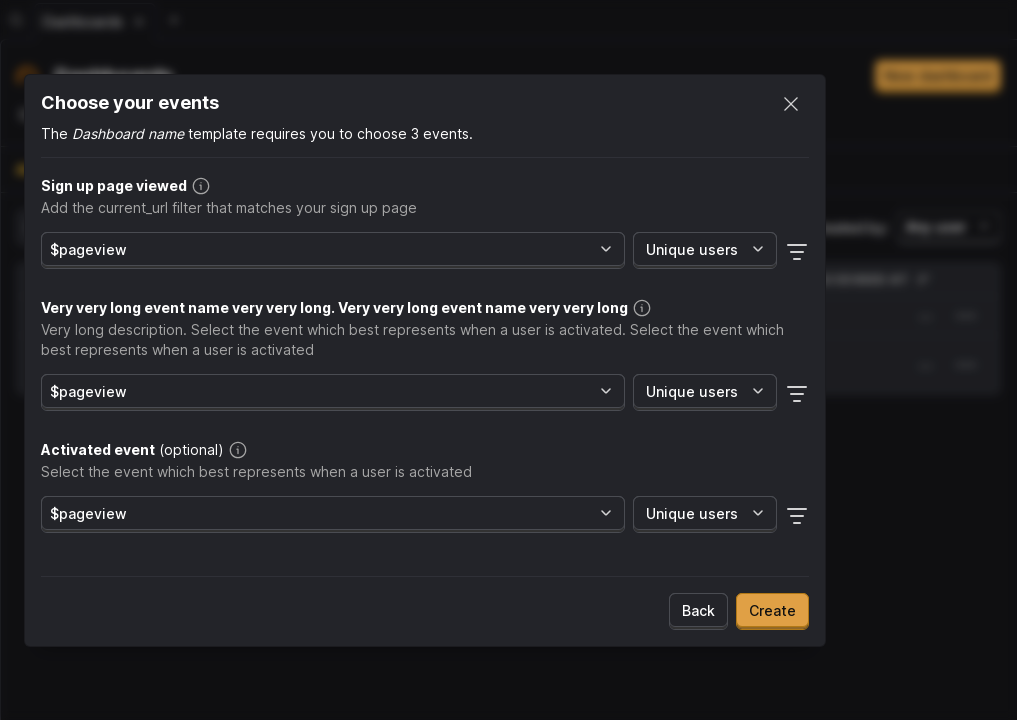 Dashboards
New dashboard
Choose your events
The Dashboard name template requires you to choose 3 events.
Sign up page viewed
Add the current_url filter that matches your sign up page
$pageview
Unique users
Very very long event name very very long. Very very long event name very very long
Very long description. Select the event which best represents when a user is activated. Select the event which
best represents when a user is activated
$pageview
Unique users
Activated event (optional)
Select the event which best represents when a user is activated
$pageview
Unique users
Back
Create